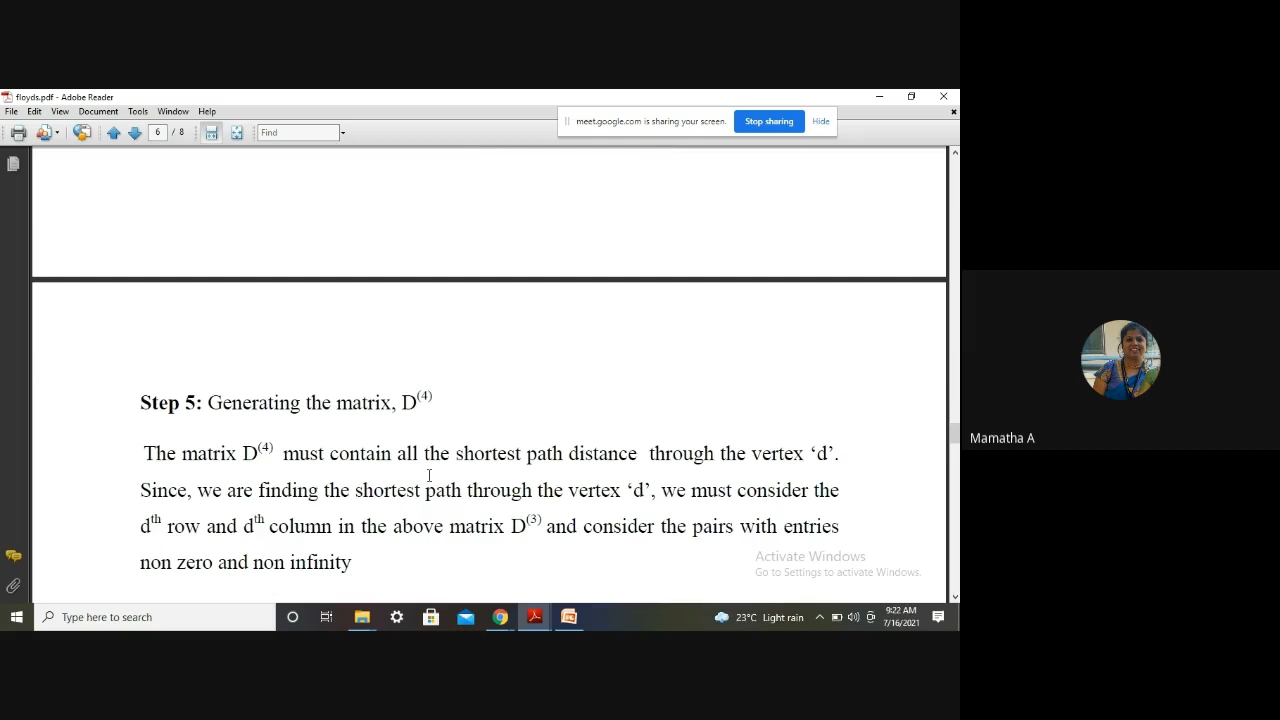 floyds.pdf - Adobe Reader
File Edit View Document Tools Window Help
meet.google.com is sharing your screen. Stop sharing Hide
6 / 8 Find
Step 5: Generating the matrix, D(4)
The matrix D(4) must contain all the shortest path distance through the vertex ‘d’.
Since, we are finding the shortest path through the vertex ‘d’, we must consider the
dth row and dth column in the above matrix D(3) and consider the pairs with entries
non zero and non infinity
Activate Windows
Go to Settings to activate Windows.
Mamatha A
Type here to search
23°C Light rain
9:22 AM
7/16/2021